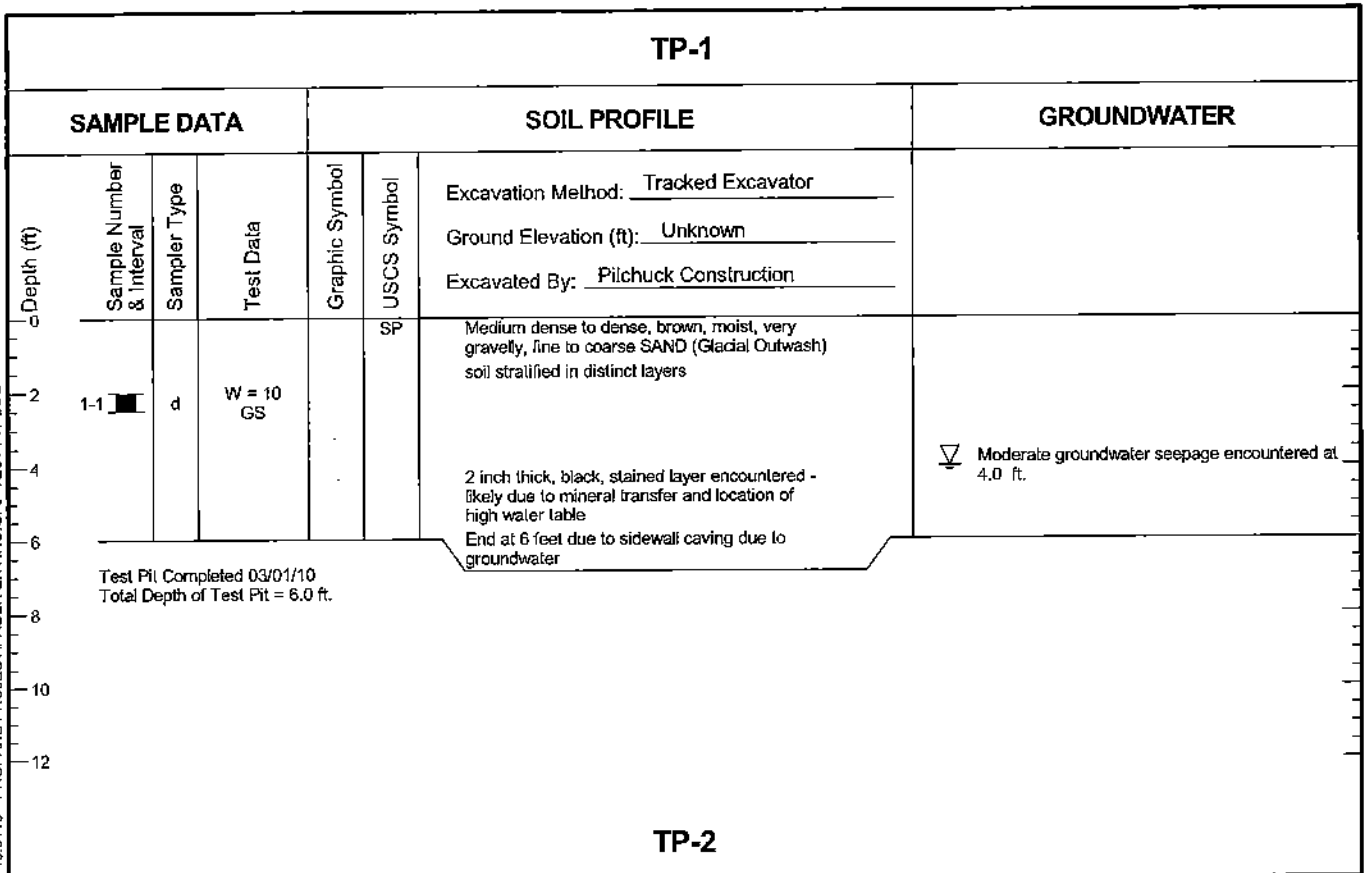 TP-1
SAMPLE DATA
SOIL PROFILE
GROUNDWATER
Depth (ft)
Sample Number
& Interval
Sampler Type
Test Data
Graphic Symbol
USCS Symbol
Excavation Method: Tracked Excavator
Ground Elevation (ft): Unknown
Excavated By: Pilchuck Construction
0
SP
Medium dense to dense, brown, moist, very
gravelly, fine to coarse SAND (Glacial Outwash)
soil stratified in distinct layers
2
1-1
d
W = 10
GS
4
Moderate groundwater seepage encountered at
4.0 ft.
2 inch thick, black, stained layer encountered -
likely due to mineral transfer and location of
high water table
6
End at 6 feet due to sidewall caving due to
groundwater
Test Pit Completed 03/01/10
Total Depth of Test Pit = 6.0 ft.
8
10
12
TP-2